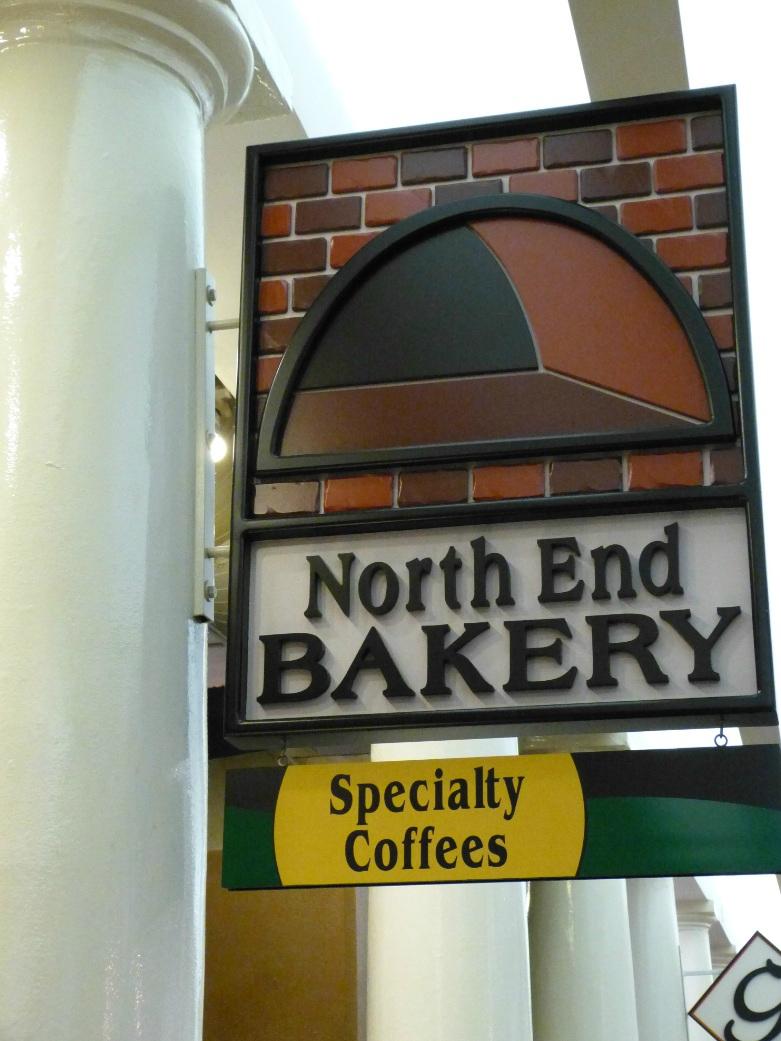 North End
BAKERY
Specialty
Coffees
g